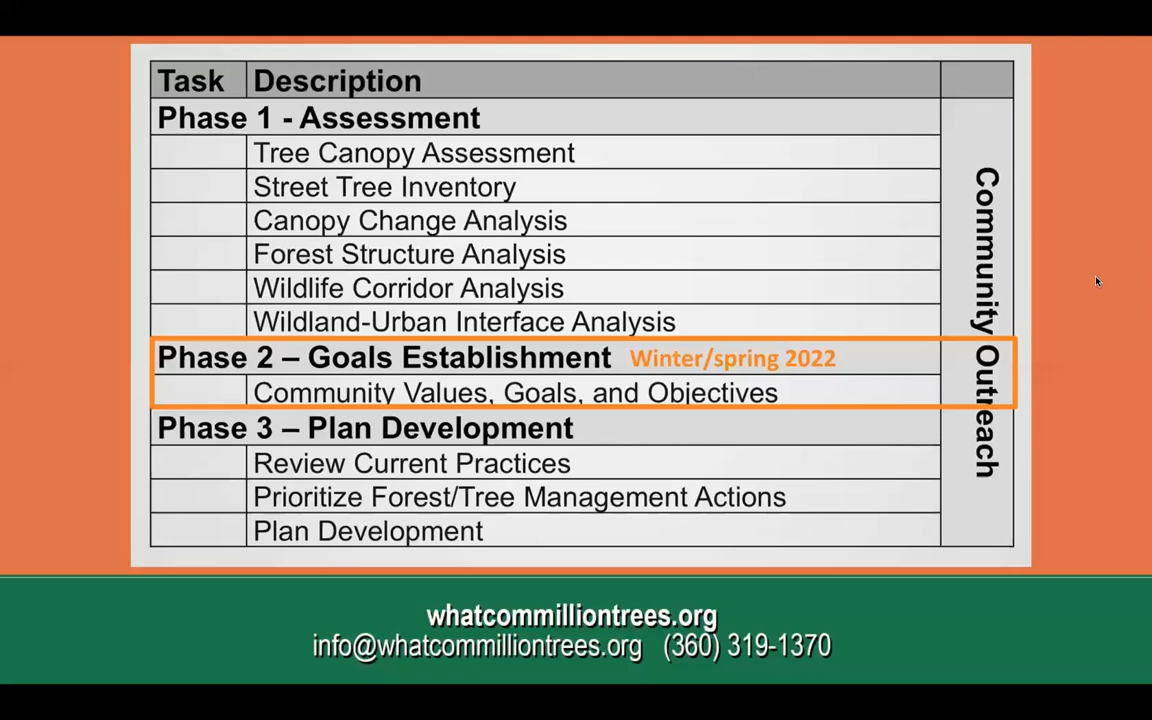 Task Description
Phase 1 - Assessment
Tree Canopy Assessment
Street Tree Inventory
Canopy Change Analysis
Forest Structure Analysis
Wildlife Corridor Analysis
Wildland-Urban Interface Analysis
Phase 2 – Goals Establishment Winter/spring 2022
Community Values, Goals, and Objectives
Phase 3 – Plan Development
Review Current Practices
Prioritize Forest/Tree Management Actions
Plan Development
Community Outreach
whatcommilliontrees.org
info@whatcommilliontrees.org (360) 319-1370